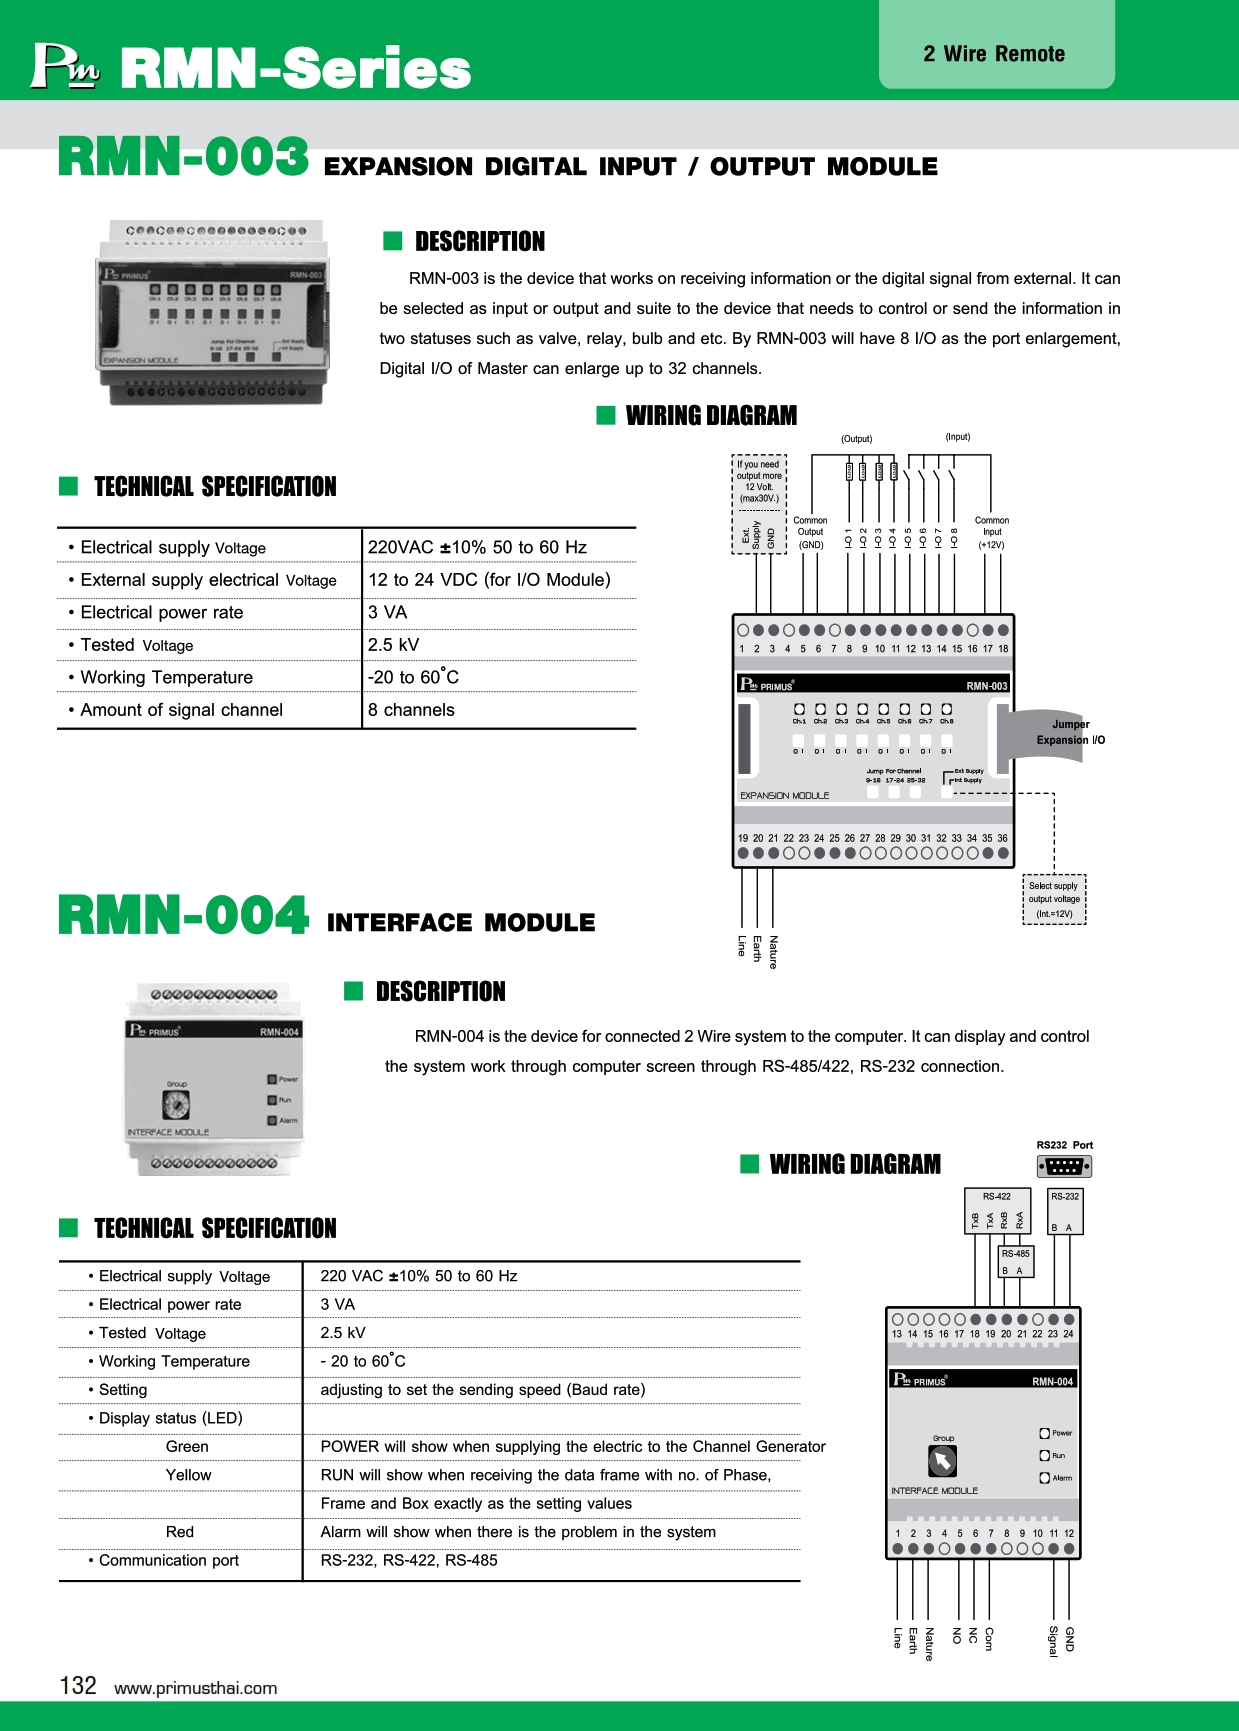 Pm RMN-Series
2 Wire Remote
RMN-003 EXPANSION DIGITAL INPUT / OUTPUT MODULE
Pm PRIMUS® RMN-003
Ch.1 Ch.2 Ch.3 Ch.4 Ch.5 Ch.6 Ch.7 Ch.8
Jump For Channel
9-16 17-24 25-32
Ext Supply
Int Supply
EXPANSION MODULE
DESCRIPTION
RMN-003 is the device that works on receiving information or the digital signal from external. It can
be selected as input or output and suite to the device that needs to control or send the information in
two statuses such as valve, relay, bulb and etc. By RMN-003 will have 8 I/O as the port enlargement,
Digital I/O of Master can enlarge up to 32 channels.
TECHNICAL SPECIFICATION
• Electrical supply Voltage 220VAC ±10% 50 to 60 Hz
• External supply electrical Voltage 12 to 24 VDC (for I/O Module)
• Electrical power rate 3 VA
• Tested Voltage 2.5 kV
• Working Temperature -20 to 60°C
• Amount of signal channel 8 channels
WIRING DIAGRAM
(Output) (Input)
If you need
output more
12 Volt.
(max30V.)
Ext.
Supply
GND
Common
Output
(GND)
I-O 1
I-O 2
I-O 3
I-O 4
I-O 5
I-O 6
I-O 7
I-O 8
Common
Input
(+12V)
1 2 3 4 5 6 7 8 9 10 11 12 13 14 15 16 17 18
Pm PRIMUS® RMN-003
Ch.1 Ch.2 Ch.3 Ch.4 Ch.5 Ch.6 Ch.7 Ch.8
O I O I O I O I O I O I O I O I
Jump For Channel
9-16 17-24 25-32
Ext Supply
Int Supply
EXPANSION MODULE
Jumper
Expansion I/O
19 20 21 22 23 24 25 26 27 28 29 30 31 32 33 34 35 36
Line
Earth
Nature
Select supply
output voltage
(Int.=12V)
RMN-004 INTERFACE MODULE
Pm PRIMUS® RMN-004
Group
Power
Run
Alarm
INTERFACE MODULE
DESCRIPTION
RMN-004 is the device for connected 2 Wire system to the computer. It can display and control
the system work through computer screen through RS-485/422, RS-232 connection.
TECHNICAL SPECIFICATION
• Electrical supply Voltage 220 VAC ±10% 50 to 60 Hz
• Electrical power rate 3 VA
• Tested Voltage 2.5 kV
• Working Temperature - 20 to 60°C
• Setting adjusting to set the sending speed (Baud rate)
• Display status (LED)
Green POWER will show when supplying the electric to the Channel Generator
Yellow RUN will show when receiving the data frame with no. of Phase,
Frame and Box exactly as the setting values
Red Alarm will show when there is the problem in the system
• Communication port RS-232, RS-422, RS-485
WIRING DIAGRAM
RS232 Port
RS-422
TxB
TxA
RxB
RxA
RS-232
B A
RS-485
B A
13 14 15 16 17 18 19 20 21 22 23 24
Pm PRIMUS® RMN-004
Group
Power
Run
Alarm
INTERFACE MODULE
1 2 3 4 5 6 7 8 9 10 11 12
Line
Earth
Nature
NO
NC
Com
Signal
GND
132 www.primusthai.com